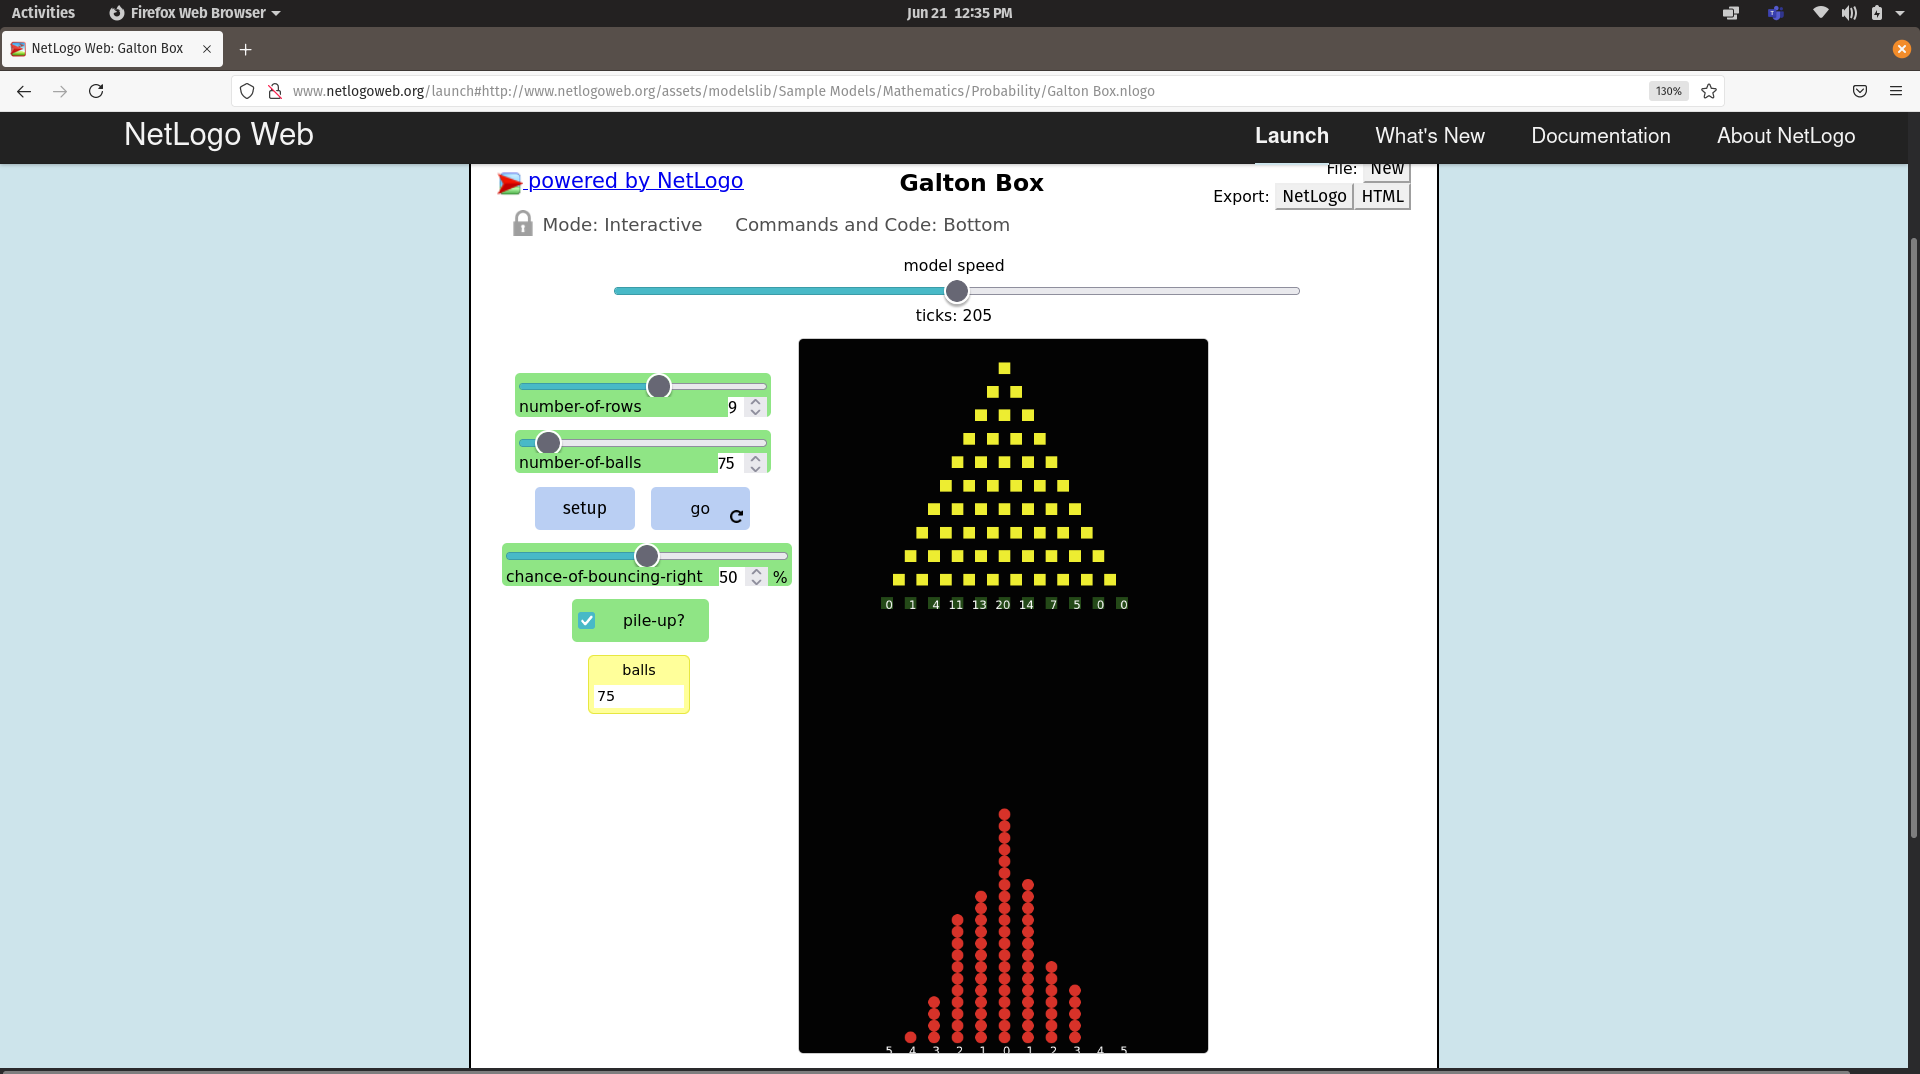 Activities Firefox Web Browser Jun 21 12:35 PM
NetLogo Web: Galton Box
www.netlogoweb.org/launch#http://www.netlogoweb.org/assets/modelslib/Sample Models/Mathematics/Probability/Galton Box.nlogo 130%
NetLogo Web Launch What's New Documentation About NetLogo
File: New
powered by NetLogo Galton Box
Export: NetLogo HTML
Mode: Interactive Commands and Code: Bottom
model speed
ticks: 205
number-of-rows 9
number-of-balls 75
setup go
chance-of-bouncing-right 50 %
0 1 4 11 13 20 14 7 5 0 0
pile-up?
balls
75
5 4 3 2 1 0 1 2 3 4 5